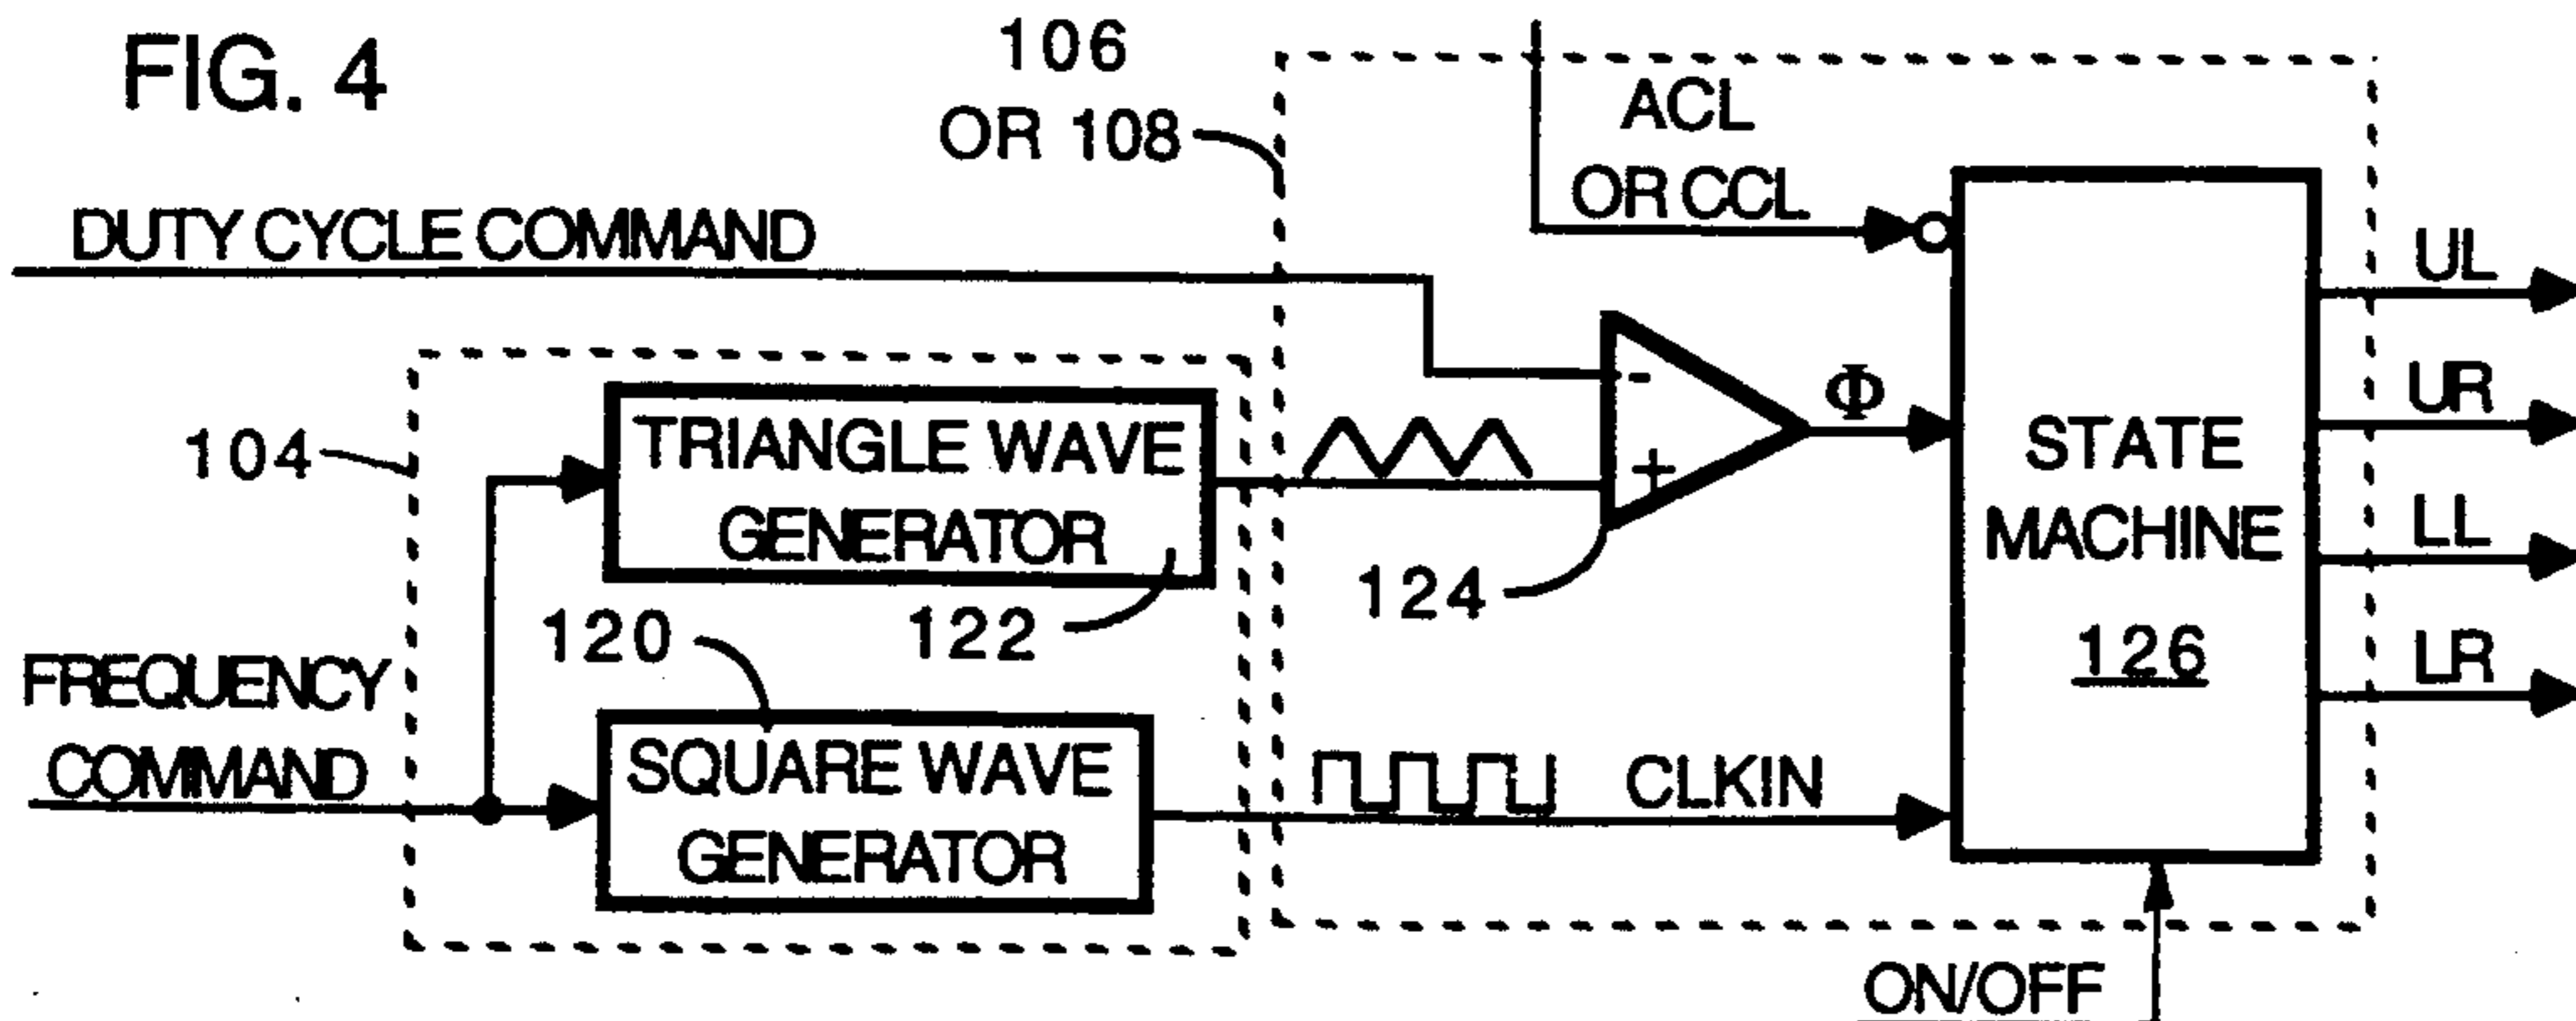 FIG. 4
106
OR 108
ACL
OR CCL
DUTY CYCLE COMMAND
UL
-
Φ
UR
104
TRIANGLE WAVE
GENERATOR
+
STATE
MACHINE
126
LL
124
120
122
LR
FREQUENCY
COMMAND
SQUARE WAVE
GENERATOR
CLKIN
ON/OFF